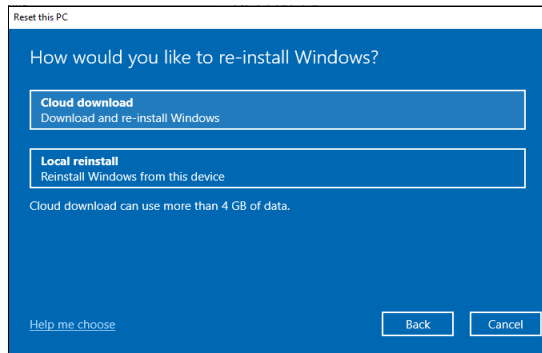 Reset this PC
How would you like to re-install Windows?
Cloud download
Download and re-install Windows
Local reinstall
Reinstall Windows from this device
Cloud download can use more than 4 GB of data.
Help me choose
Back
Cancel